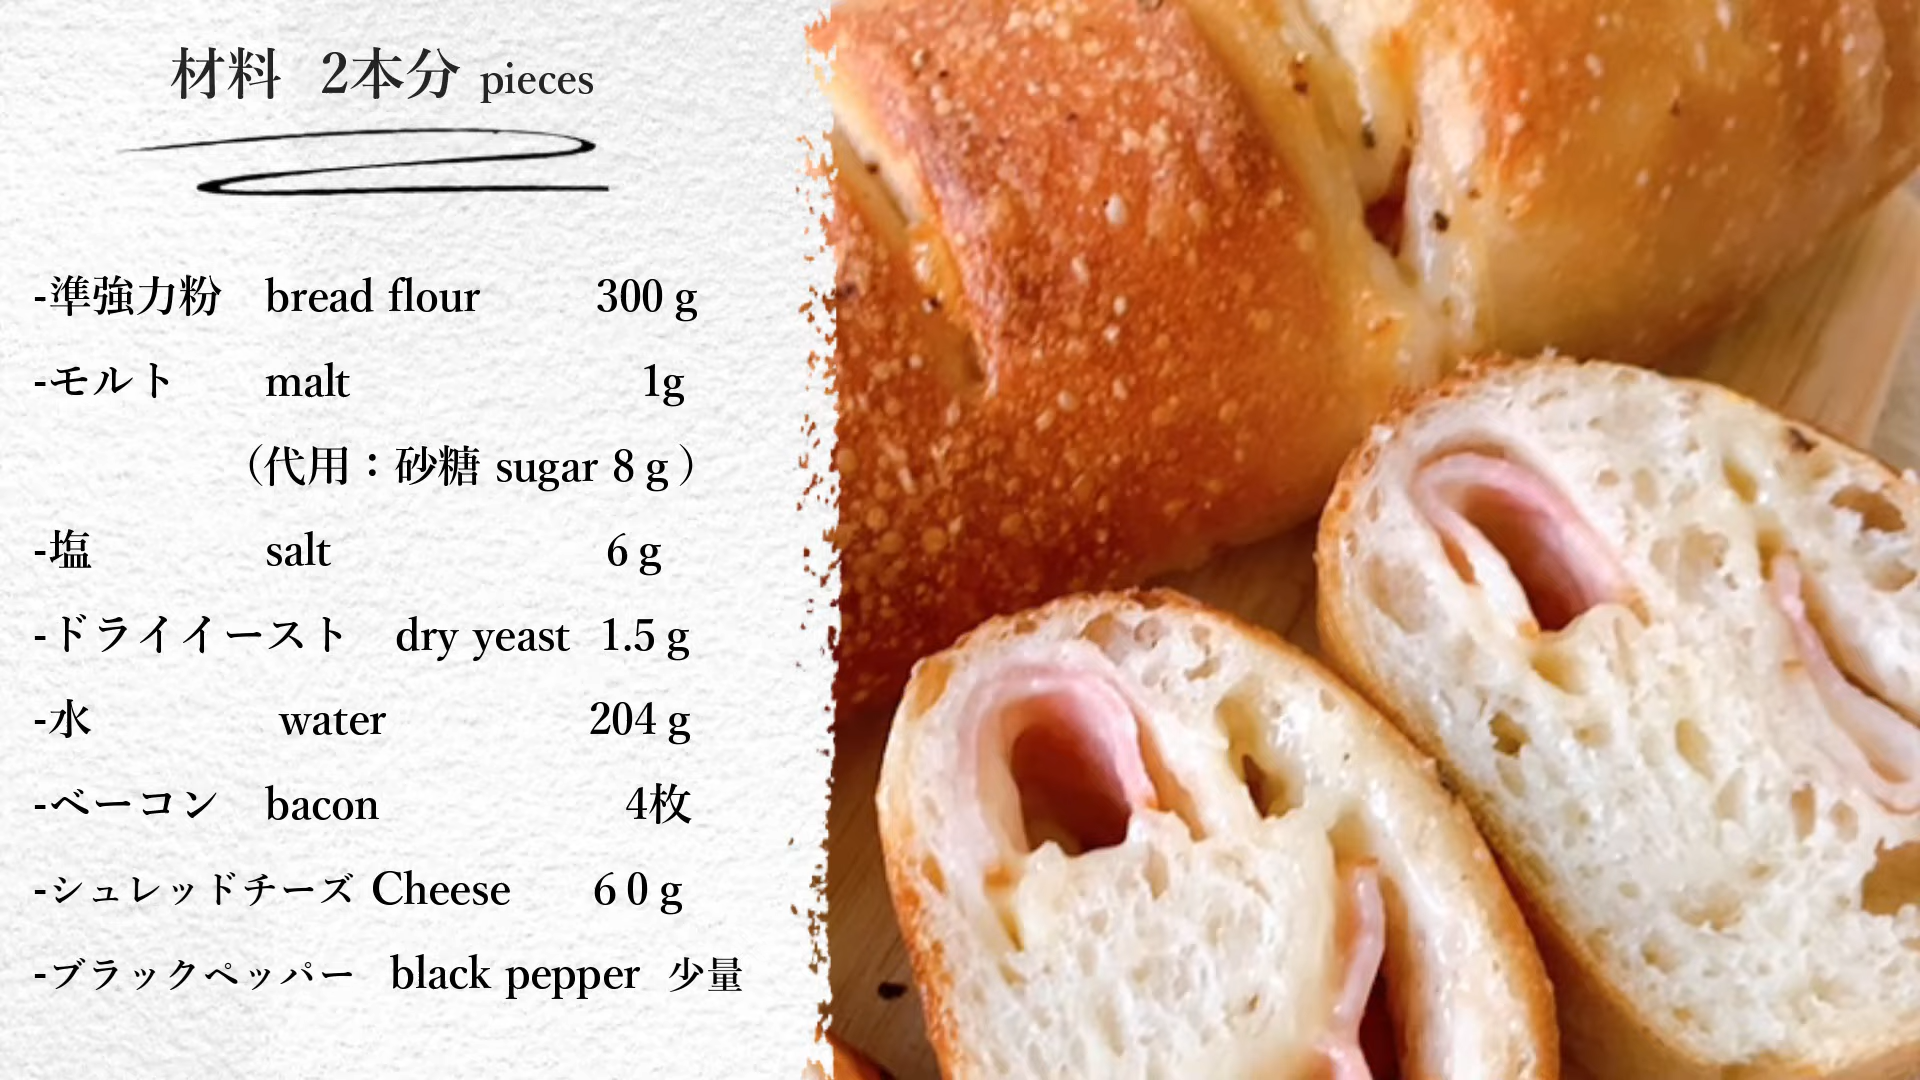 材料 2本分 pieces
-準強力粉 bread flour 300 g
-モルト malt 1g
（代用：砂糖 sugar 8 g ）
-塩 salt 6 g
-ドライイースト dry yeast 1.5 g
-水 water 204 g
-ベーコン bacon 4枚
-シュレッドチーズ Cheese 6 0 g
-ブラックペッパー black pepper 少量